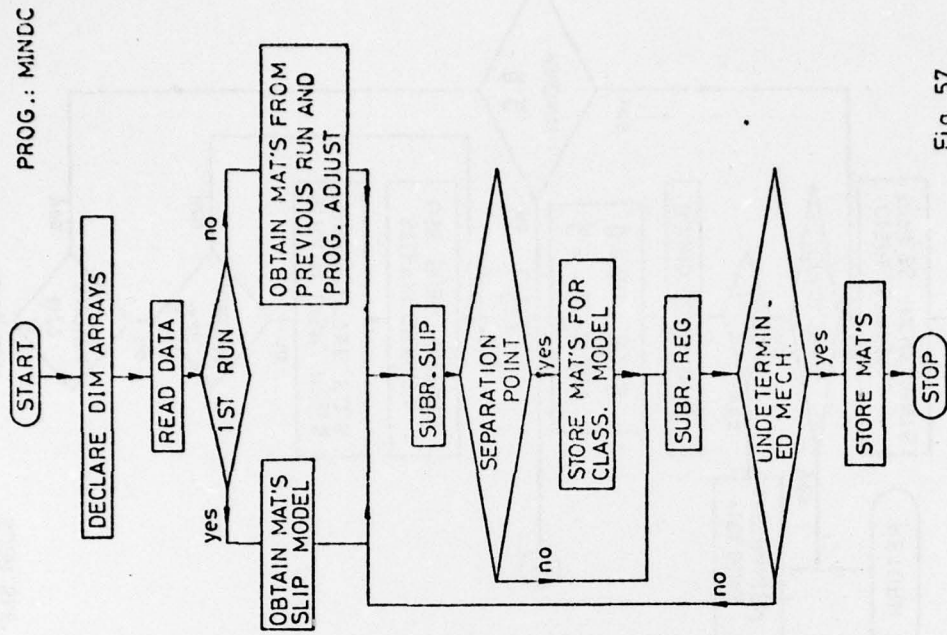 PROG.: MINDC
START
DECLARE DIM ARRAYS
READ DATA
1ST RUN
yes
no
OBTAIN MAT'S
SLIP MODEL
OBTAIN MAT'S FROM
PREVIOUS RUN AND
PROG. ADJUST
SUBR. SLIP
SEPARATION
POINT
no
yes
STORE MAT'S FOR
CLASS. MODEL
SUBR. REG
UNDETERMIN.
ED MECH.
no
yes
STORE MAT'S
STOP
Fig. 57